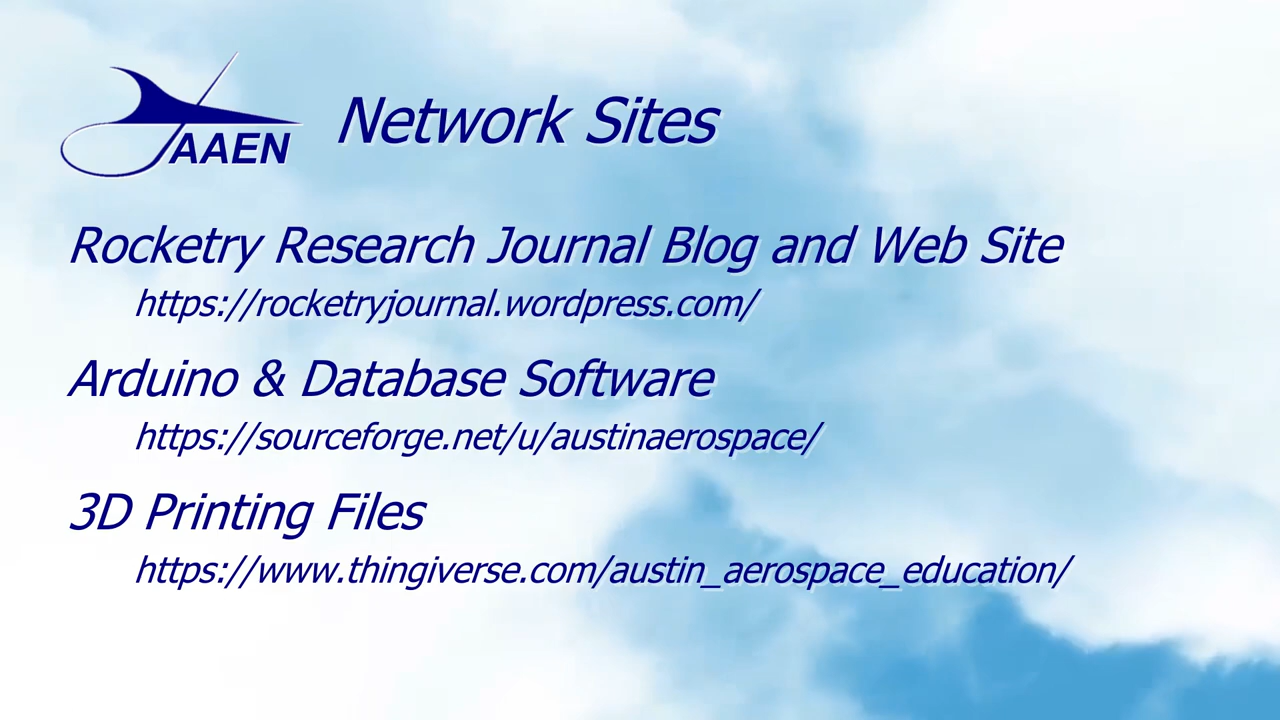 AAEN
Network Sites
Rocketry Research Journal Blog and Web Site
https://rocketryjournal.wordpress.com/
Arduino & Database Software
https://sourceforge.net/u/austinaerospace/
3D Printing Files
https://www.thingiverse.com/austin_aerospace_education/